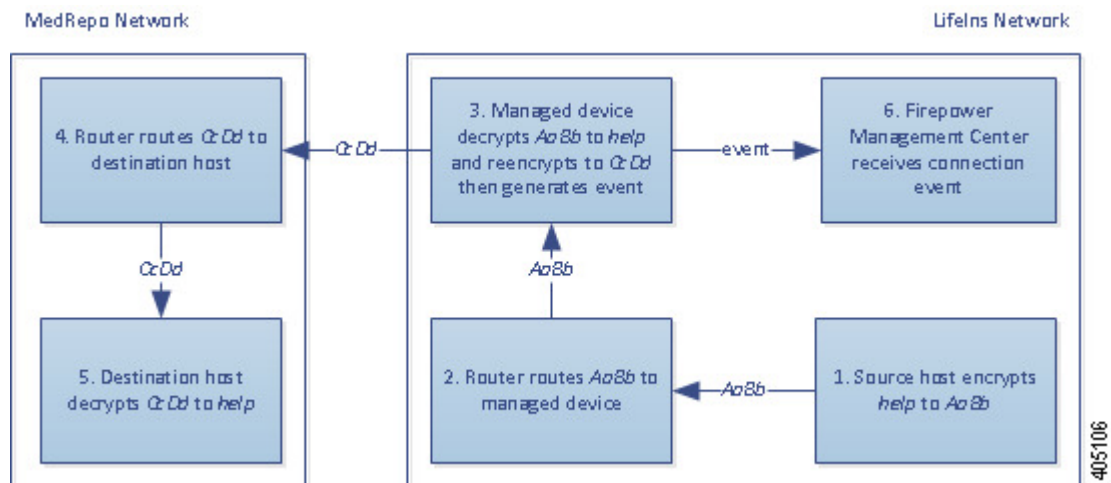 MedRepo Network
LifeIns Network
4. Router routes CcDd to
destination host
CcDd
3. Managed device
decrypts AaBb to help
and reencrypts to CcDd
then generates event
event
6. Firepower
Management Center
receives connection
event
CcDd
AaBb
5. Destination host
decrypts CcDd to help
2. Router routes AaBb to
managed device
AaBb
1. Source host encrypts
help to AaBb
405106